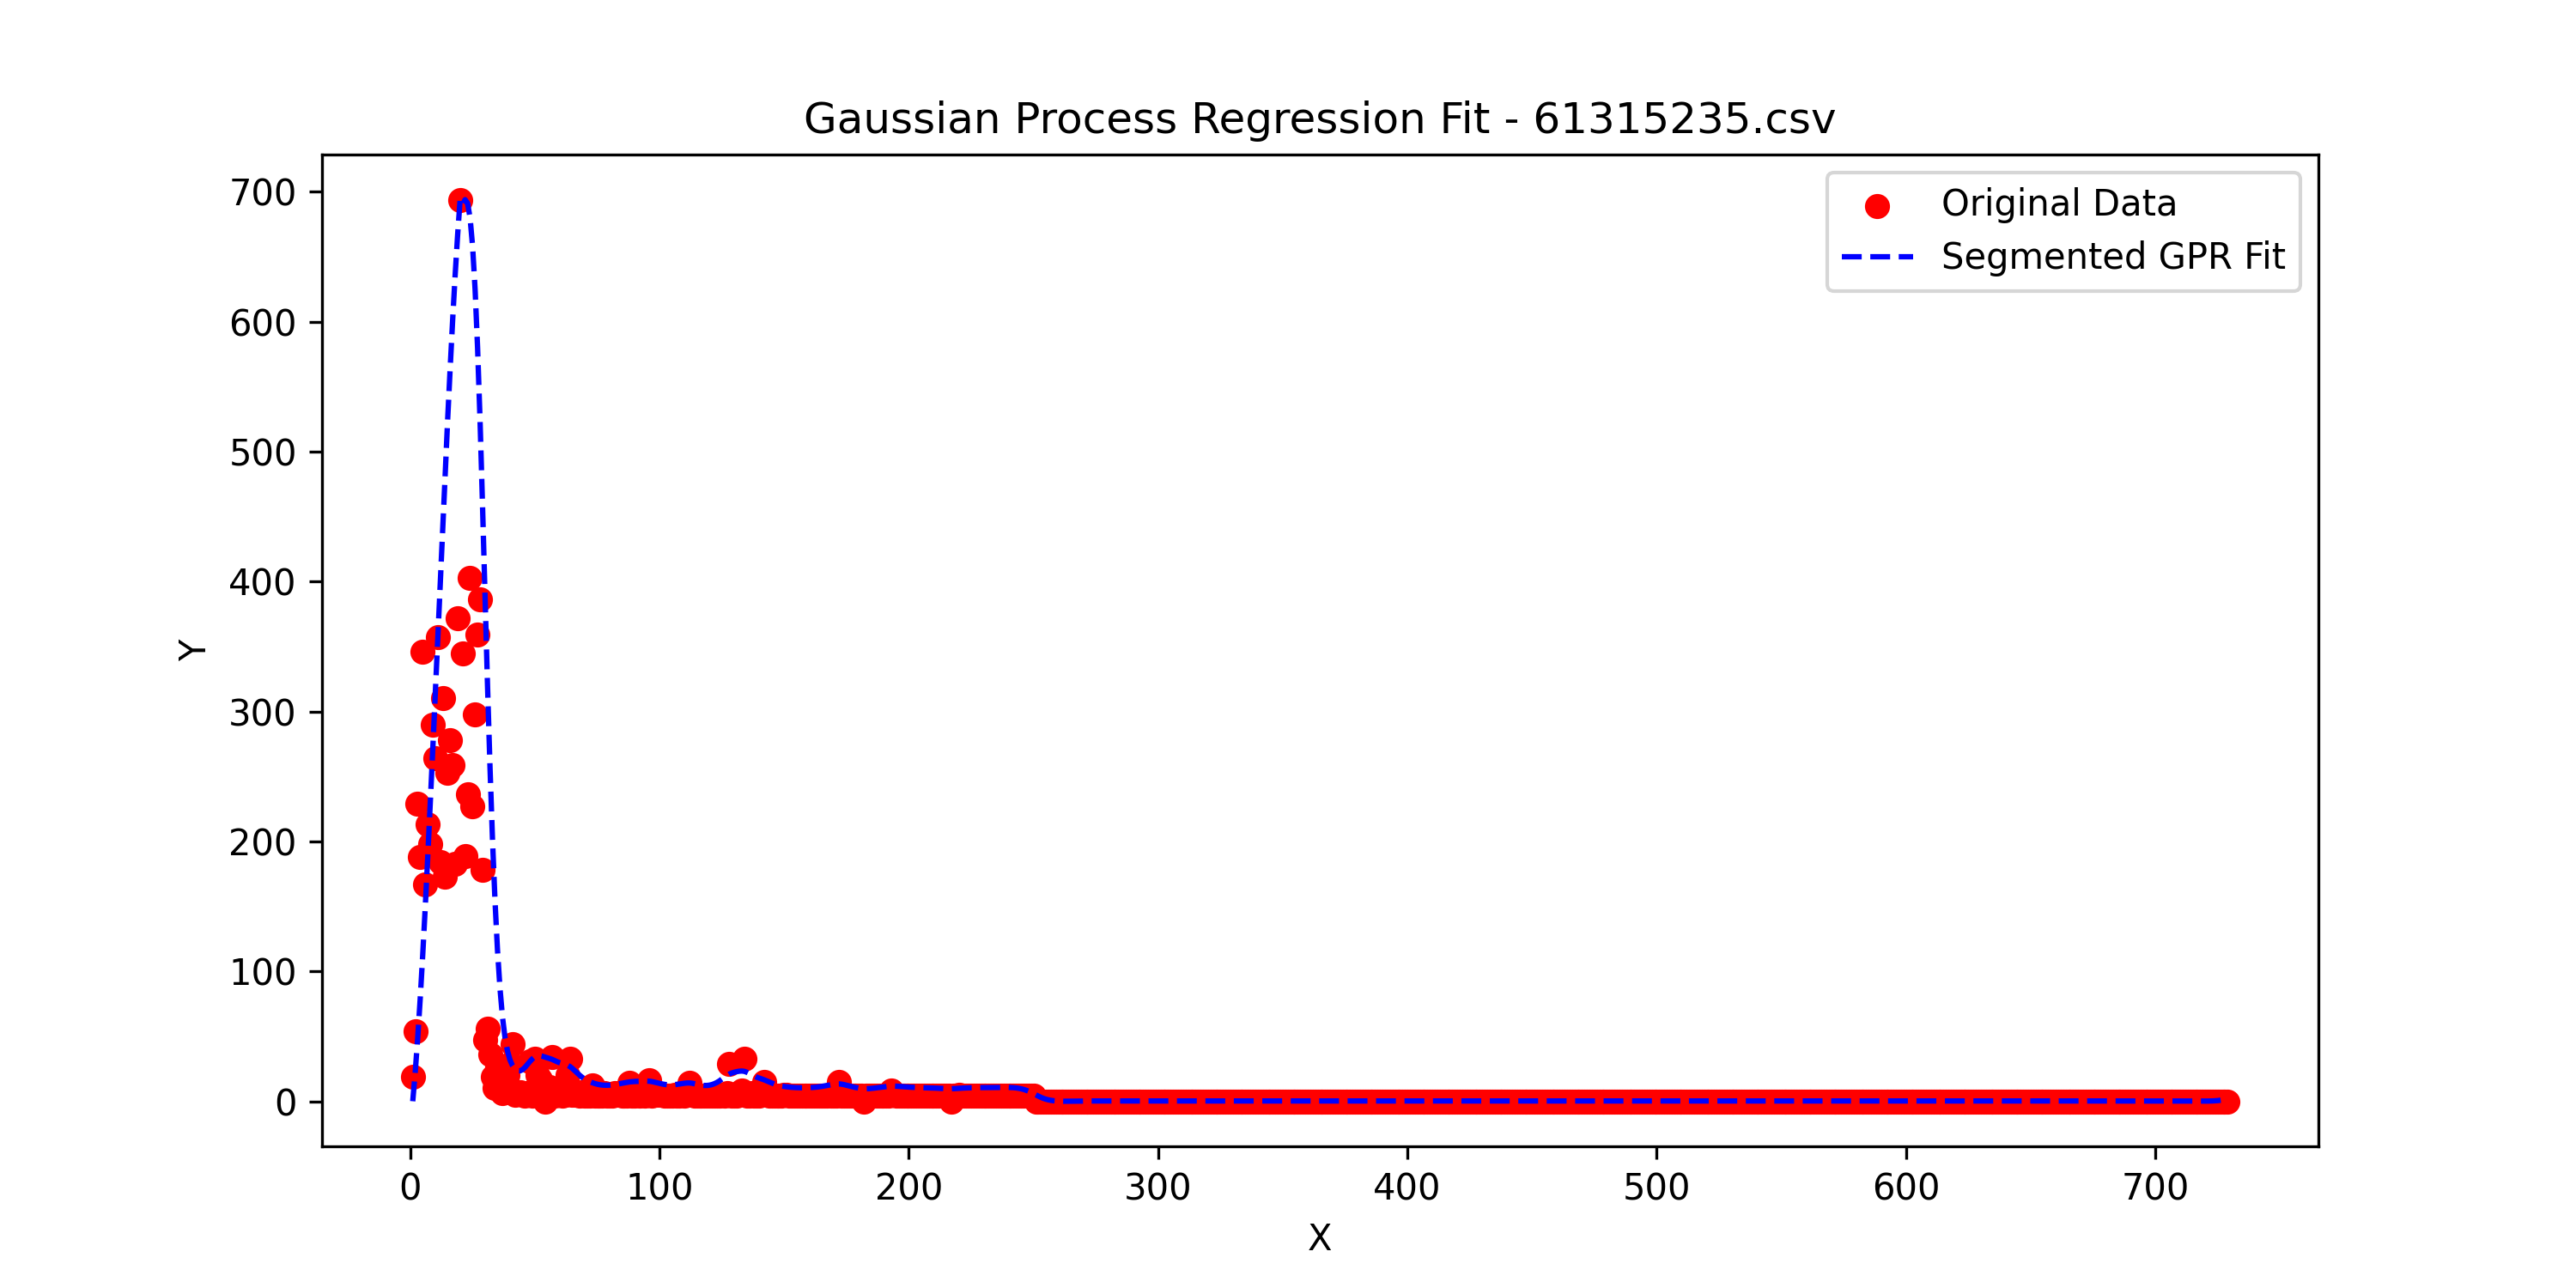 Gaussian Process Regression Fit - 61315235.csv
Original Data
Segmented GPR Fit
700
600
500
400
300
200
100
0
Y
0 100 200 300 400 500 600 700
X